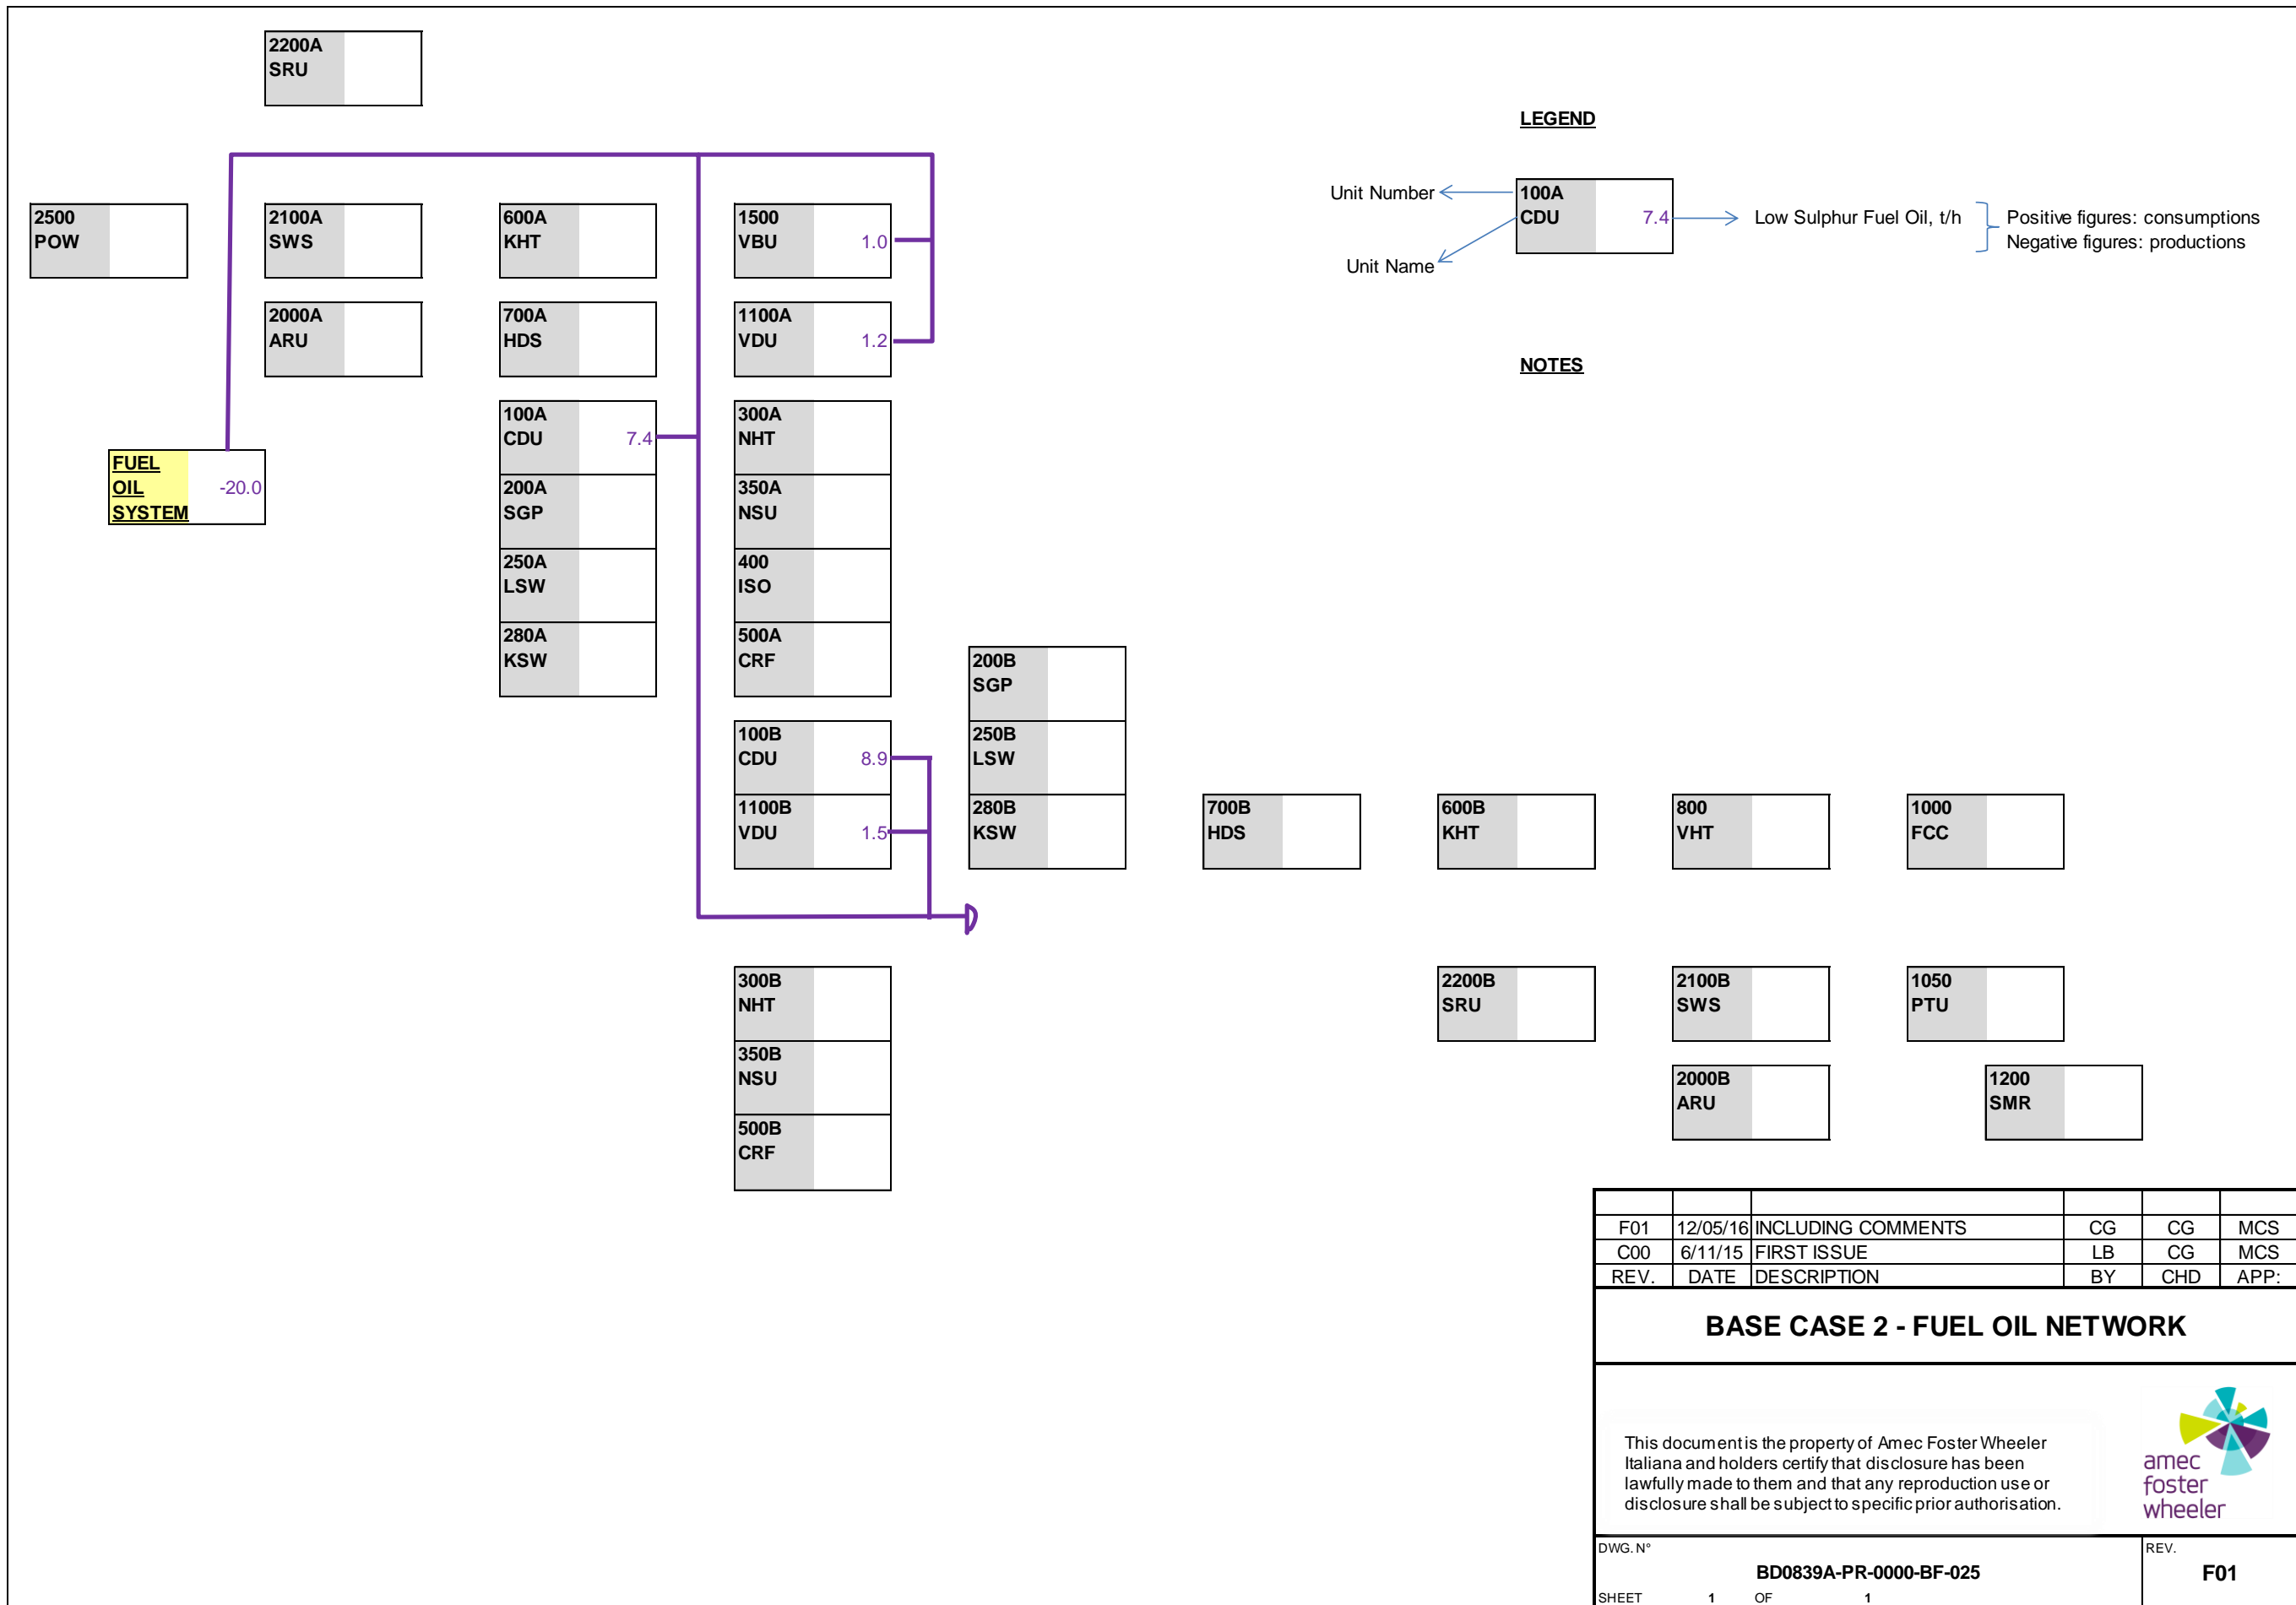 2200A
SRU
LEGEND
Unit Number
100A
CDU 7.4
Low Sulphur Fuel Oil, t/h
Positive figures: consumptions
Negative figures: productions
Unit Name
2500
POW
2100A
SWS
600A
KHT
1500
VBU 1.0
2000A
ARU
700A
HDS
1100A
VDU 1.2
NOTES
100A
CDU 7.4
300A
NHT
FUEL
OIL -20.0
SYSTEM
200A
SGP
350A
NSU
250A
LSW
400
ISO
280A
KSW
500A
CRF
200B
SGP
100B
CDU 8.9
250B
LSW
1100B
VDU 1.5
280B
KSW
700B
HDS
600B
KHT
800
VHT
1000
FCC
300B
NHT
2200B
SRU
2100B
SWS
1050
PTU
350B
NSU
2000B
ARU
1200
SMR
500B
CRF
F01 12/05/16 INCLUDING COMMENTS CG CG MCS
C00 6/11/15 FIRST ISSUE LB CG MCS
REV. DATE DESCRIPTION BY CHD APP:
BASE CASE 2 - FUEL OIL NETWORK
This document is the property of Amec Foster Wheeler
Italiana and holders certify that disclosure has been
lawfully made to them and that any reproduction use or
disclosure shall be subject to specific prior authorisation.
amec
foster
wheeler
DWG. N° REV.
BD0839A-PR-0000-BF-025 F01
SHEET 1 OF 1